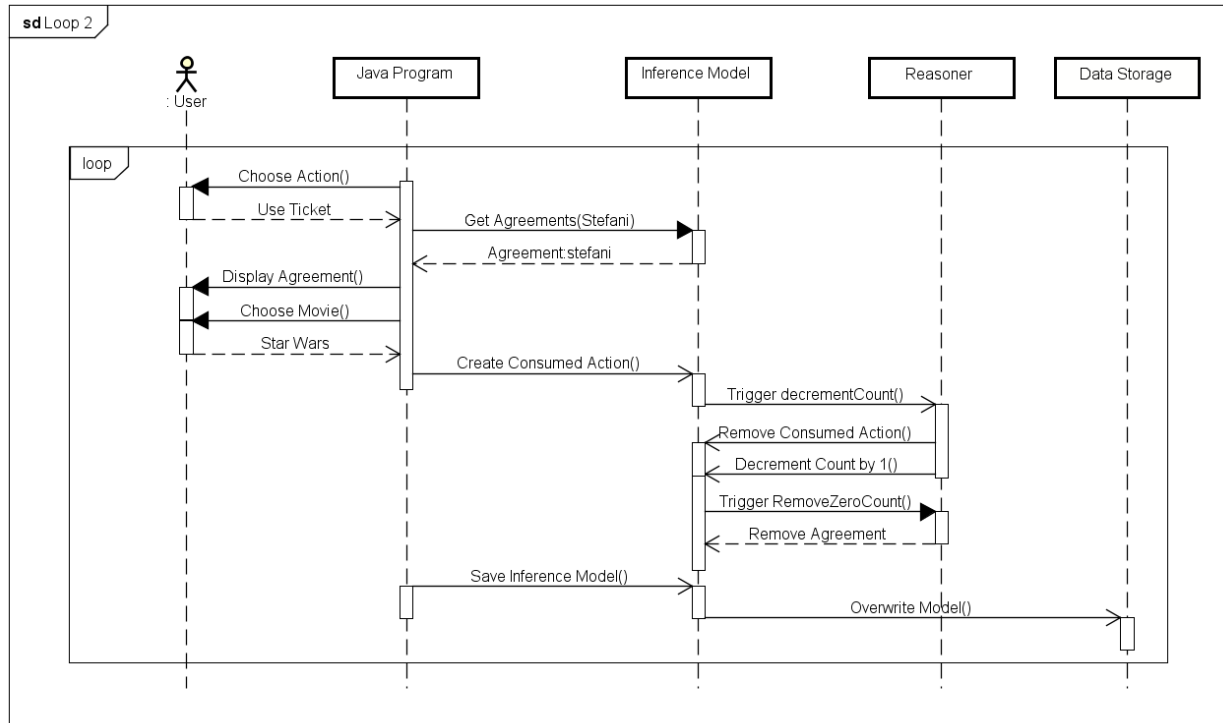 sd Loop 2
Java Program
Inference Model
Reasoner
Data Storage
: User
loop
Choose Action()
Use Ticket
Get Agreements(Stefani)
Agreement:stefani
Display Agreement()
Choose Movie()
Star Wars
Create Consumed Action()
Trigger decrementCount()
Remove Consumed Action()
Decrement Count by 1()
Trigger RemoveZeroCount()
Remove Agreement
Save Inference Model()
Overwrite Model()